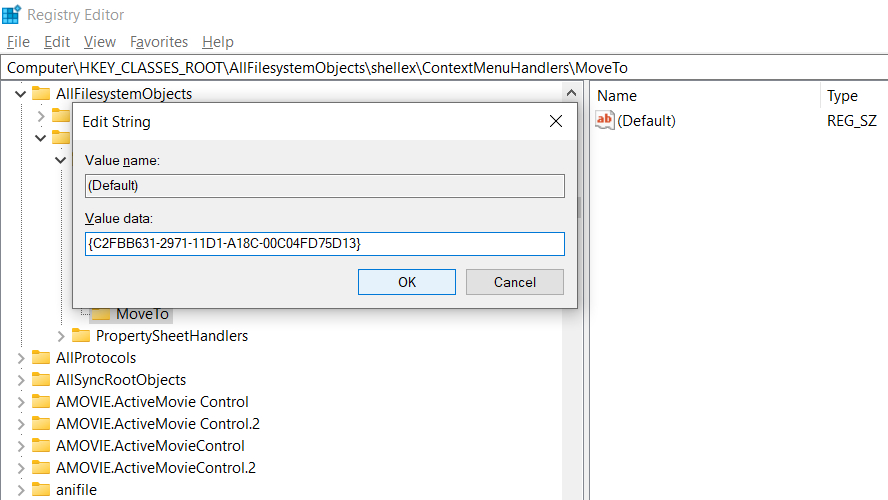 Registry Editor
File Edit View Favorites Help
Computer\HKEY_CLASSES_ROOT\AllFilesystemObjects\shellex\ContextMenuHandlers\MoveTo
AllFilesystemObjects
Name Type
ab (Default) REG_SZ
Edit String
Value name:
(Default)
Value data:
{C2FBB631-2971-11D1-A18C-00C04FD75D13}
OK Cancel
MoveTo
PropertySheetHandlers
AllProtocols
AllSyncRootObjects
AMOVIE.ActiveMovie Control
AMOVIE.ActiveMovie Control.2
AMOVIE.ActiveMovieControl
AMOVIE.ActiveMovieControl.2
anifile